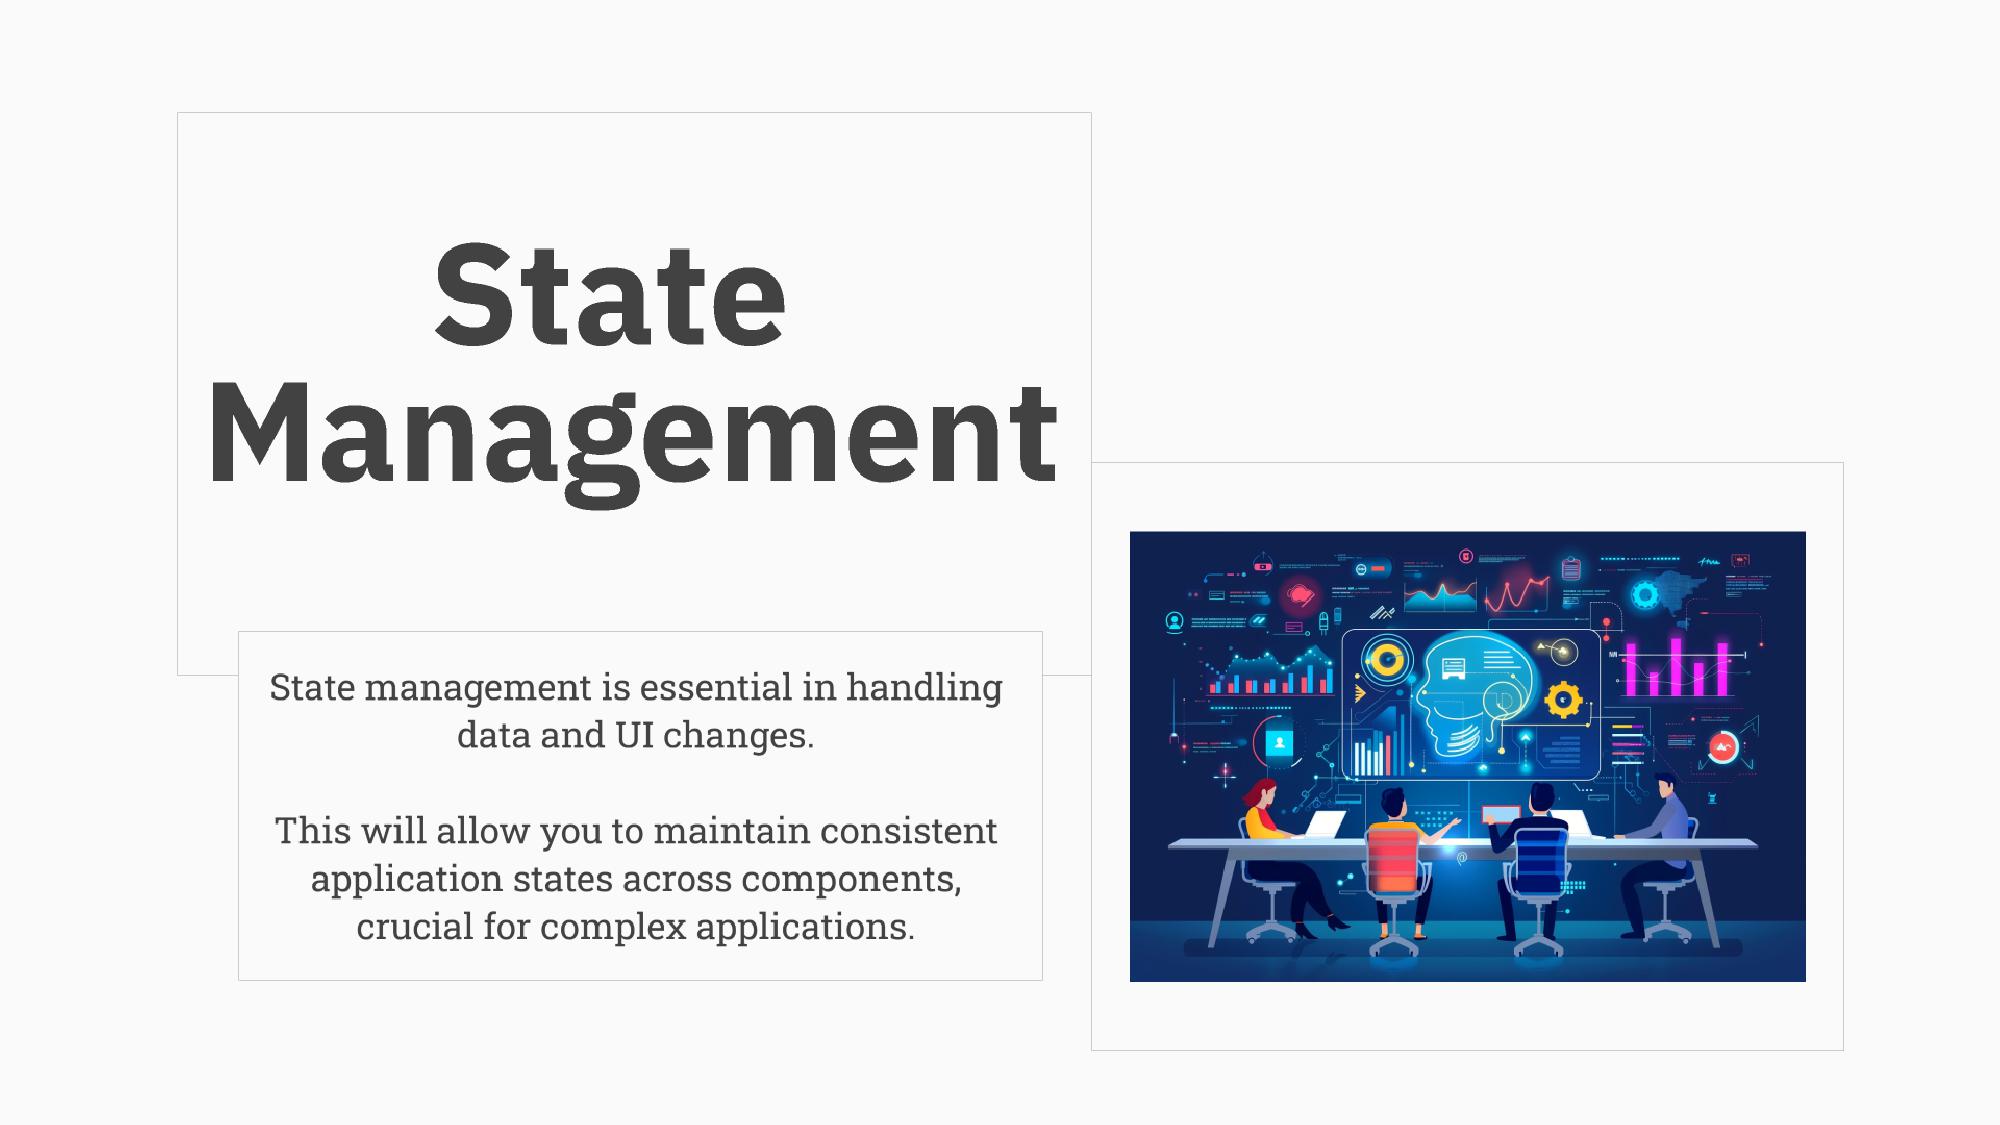 State
Management
State management is essential in handling
data and UI changes.
This will allow you to maintain consistent
application states across components,
crucial for complex applications.